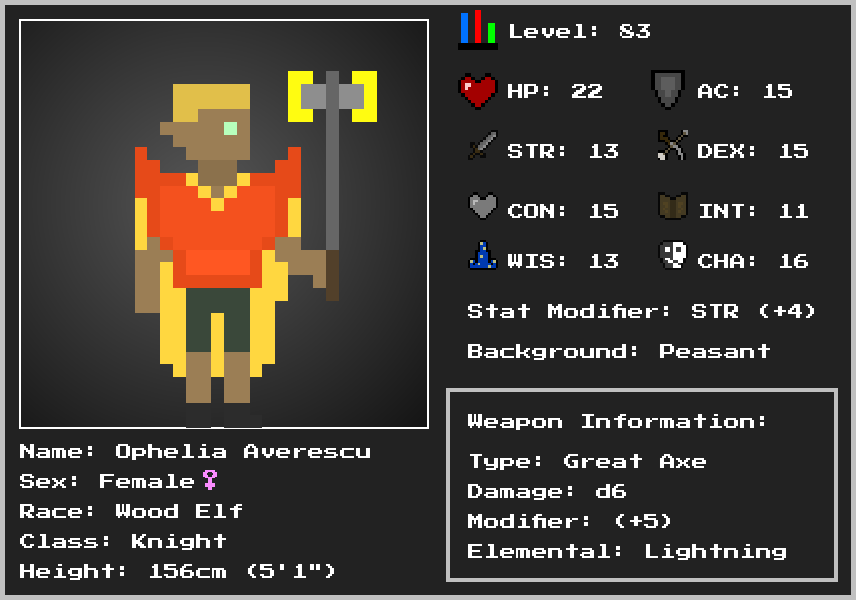 Level: 83
HP: 22 AC: 15
STR: 13 DEX: 15
CON: 15 INT: 11
WIS: 13 CHA: 16
Stat Modifier: STR (+4)
Background: Peasant
Weapon Information:
Type: Great Axe
Damage: d6
Modifier: (+5)
Elemental: Lightning
Name: Ophelia Averescu
Sex: Female♀
Race: Wood Elf
Class: Knight
Height: 156cm (5'1")